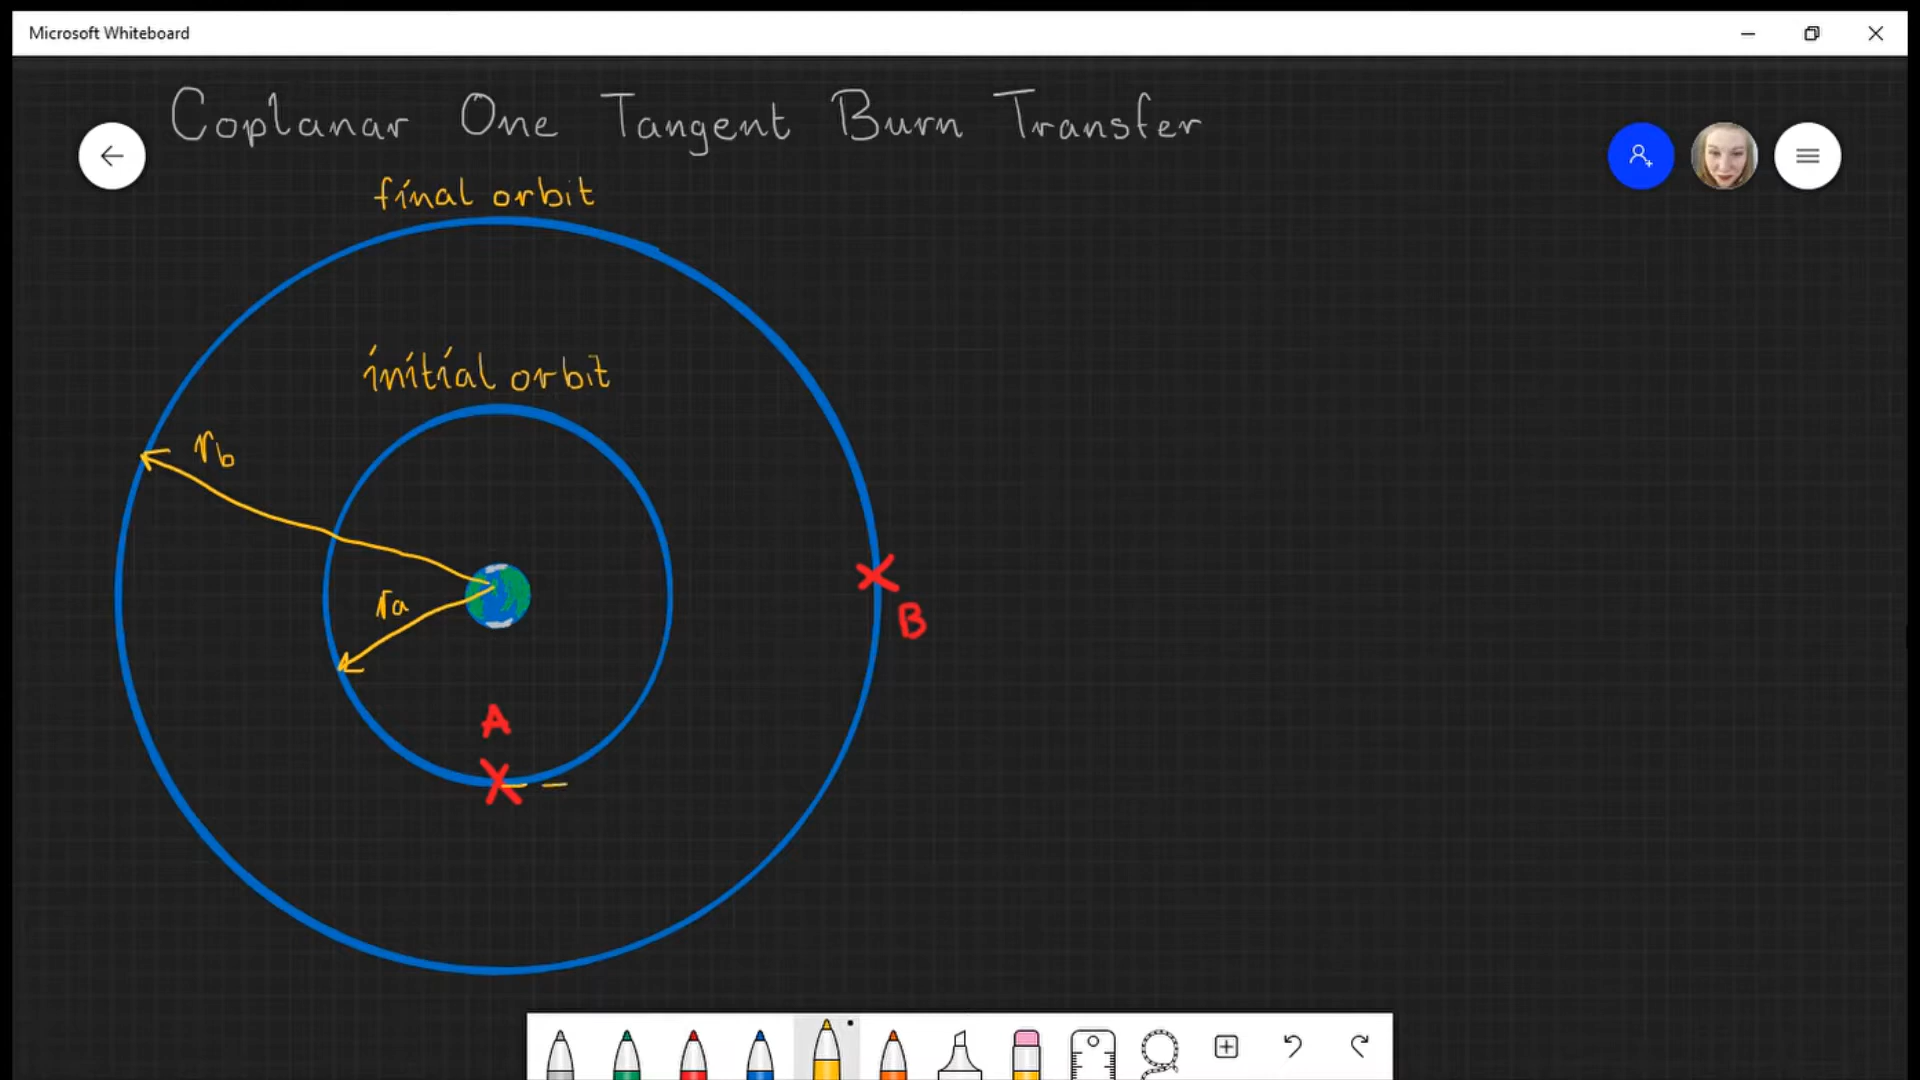 Microsoft Whiteboard
Coplanar One Tangent Burn Transfer
final orbit
initial orbit
rb
ra
B
A